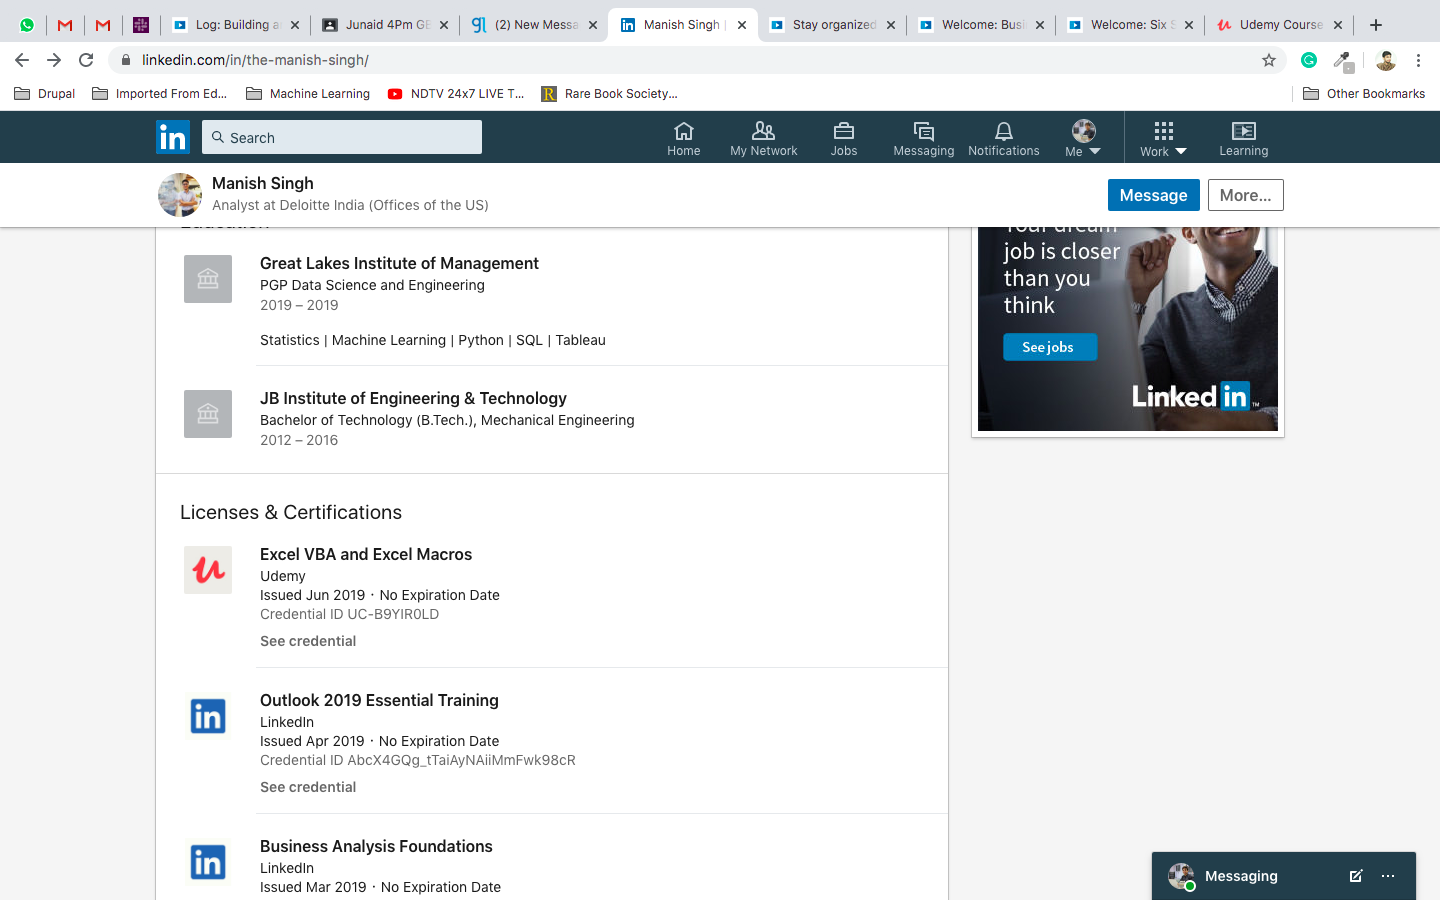 Log: Building a
Junaid 4Pm GB
(2) New Messa
Manish Singh |
Stay organized
Welcome: Busi
Welcome: Six S
Udemy Course
linkedin.com/in/the-manish-singh/
Drupal
Imported From Ed...
Machine Learning
NDTV 24x7 LIVE T...
Rare Book Society...
Other Bookmarks
in
Search
Home
My Network
Jobs
Messaging
Notifications
Me
Work
Learning
Manish Singh
Analyst at Deloitte India (Offices of the US)
Message
More...
Education
Great Lakes Institute of Management
PGP Data Science and Engineering
2019 – 2019
Statistics | Machine Learning | Python | SQL | Tableau
JB Institute of Engineering & Technology
Bachelor of Technology (B.Tech.), Mechanical Engineering
2012 – 2016
Your dream
job is closer
than you
think
See jobs
Linked in ™
Licenses & Certifications
Excel VBA and Excel Macros
Udemy
Issued Jun 2019 · No Expiration Date
Credential ID UC-B9YIR0LD
See credential
in
Outlook 2019 Essential Training
LinkedIn
Issued Apr 2019 · No Expiration Date
Credential ID AbcX4GQg_tTaiAyNAiiMmFwk98cR
See credential
in
Business Analysis Foundations
LinkedIn
Issued Mar 2019 · No Expiration Date
Messaging